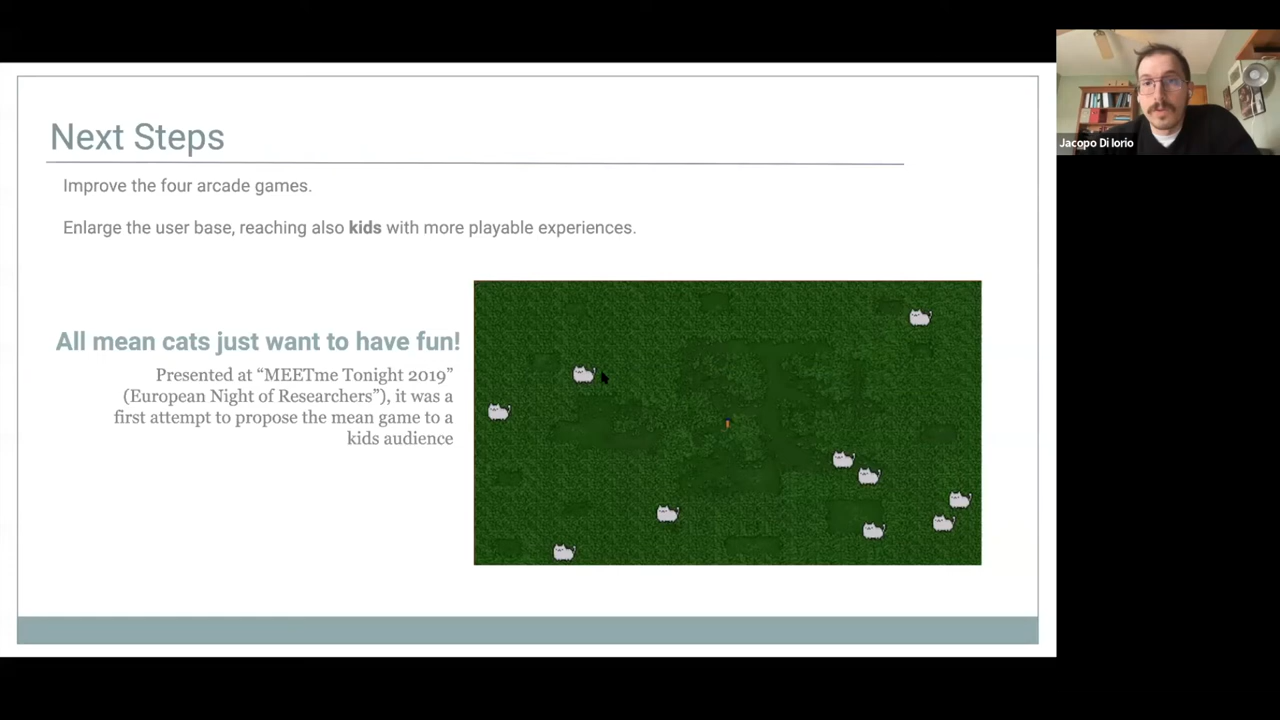 Next Steps
Improve the four arcade games.
Enlarge the user base, reaching also kids with more playable experiences.
All mean cats just want to have fun!
Presented at “MEETme Tonight 2019”
(European Night of Researchers”), it was a
first attempt to propose the mean game to a
kids audience
Jacopo Di Iorio